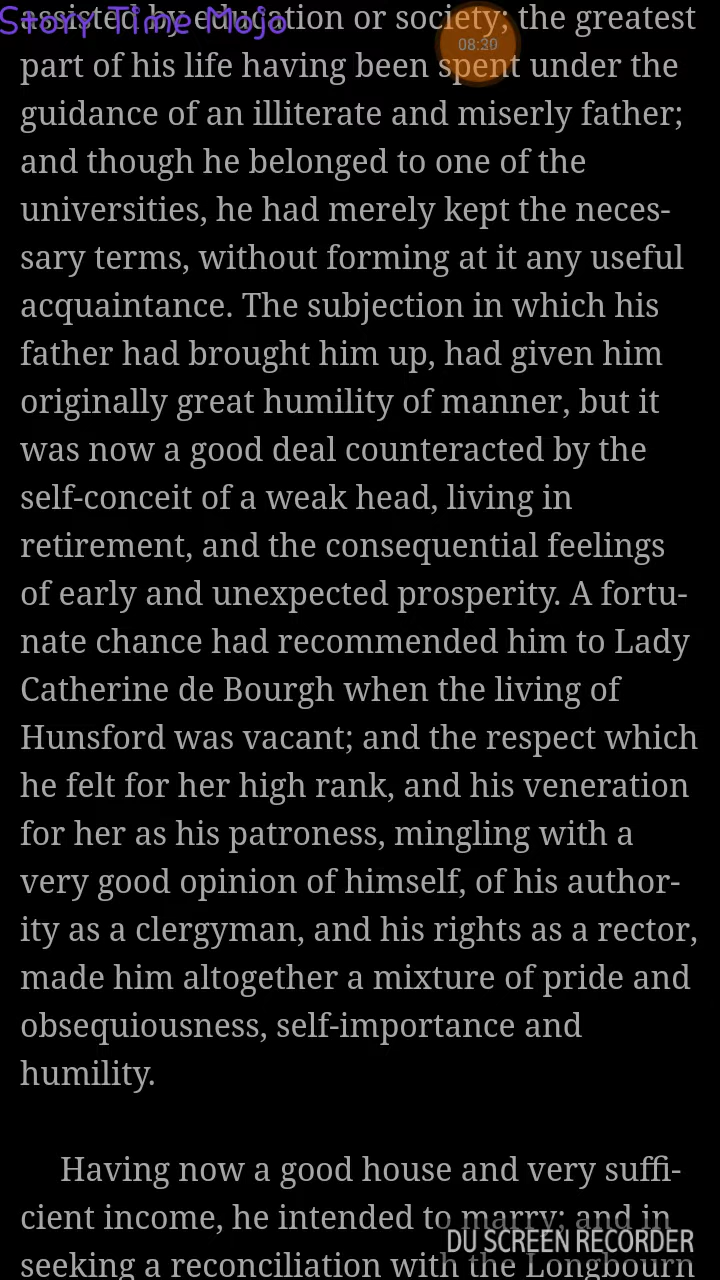 Story Time Mojo
assisted by education or society; the greatest
08:20
part of his life having been spent under the
guidance of an illiterate and miserly father;
and though he belonged to one of the
universities, he had merely kept the neces-
sary terms, without forming at it any useful
acquaintance. The subjection in which his
father had brought him up, had given him
originally great humility of manner, but it
was now a good deal counteracted by the
self-conceit of a weak head, living in
retirement, and the consequential feelings
of early and unexpected prosperity. A fortu-
nate chance had recommended him to Lady
Catherine de Bourgh when the living of
Hunsford was vacant; and the respect which
he felt for her high rank, and his veneration
for her as his patroness, mingling with a
very good opinion of himself, of his author-
ity as a clergyman, and his rights as a rector,
made him altogether a mixture of pride and
obsequiousness, self-importance and
humility.
Having now a good house and very suffi-
cient income, he intended to marry; and in
DU SCREEN RECORDER
seeking a reconciliation with the Longbourn